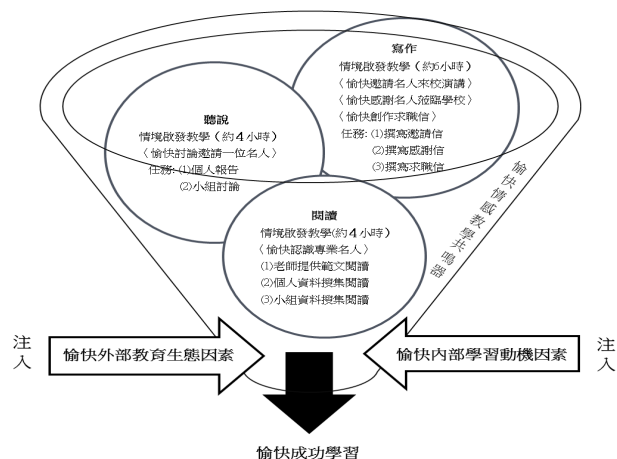 寫作
情境啟發教學（約6小時）
〈愉快邀請名人來校演講〉
〈愉快感謝名人蒞臨學校〉
〈愉快創作求職信〉
任務: (1)撰寫邀請信
(2)撰寫感謝信
(3)撰寫求職信
聽說
情境啟發教學（約４小時）
〈愉快討論邀請一位名人〉
任務: (1)個人報告
(2)小組討論
閱讀
情境啟發教學(約４小時）
〈愉快認識專業名人〉
(1)老師提供範文閱讀
(2)個人資料搜集閱讀
(3)小組資料搜集閱讀
愉快情感教學共鳴器
注入
愉快外部教育生態因素
愉快內部學習動機因素
注入
愉快成功學習